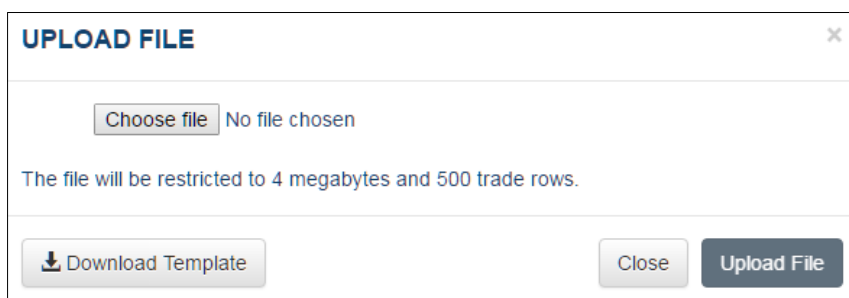 UPLOAD FILE
×
Choose file No file chosen
The file will be restricted to 4 megabytes and 500 trade rows.
Download Template Close Upload File